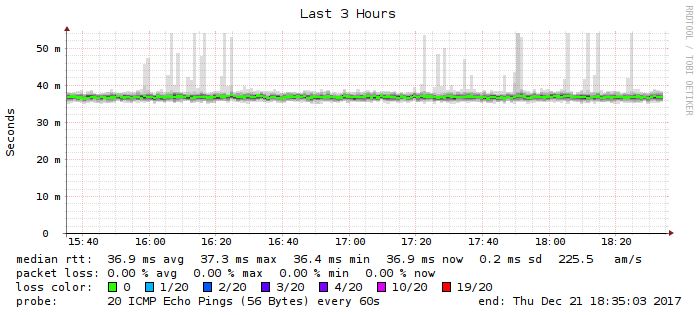 Last 3 Hours
RRDTOOL / TOBI OETIKER
Seconds
50 m
40 m
30 m
20 m
10 m
0
15:40 16:00 16:20 16:40 17:00 17:20 17:40 18:00 18:20
median rtt: 36.9 ms avg 37.3 ms max 36.4 ms min 36.9 ms now 0.2 ms sd 225.5 am/s
packet loss: 0.00 % avg 0.00 % max 0.00 % min 0.00 % now
loss color: 0 1/20 2/20 3/20 4/20 10/20 19/20
probe: 20 ICMP Echo Pings (56 Bytes) every 60s end: Thu Dec 21 18:35:03 2017